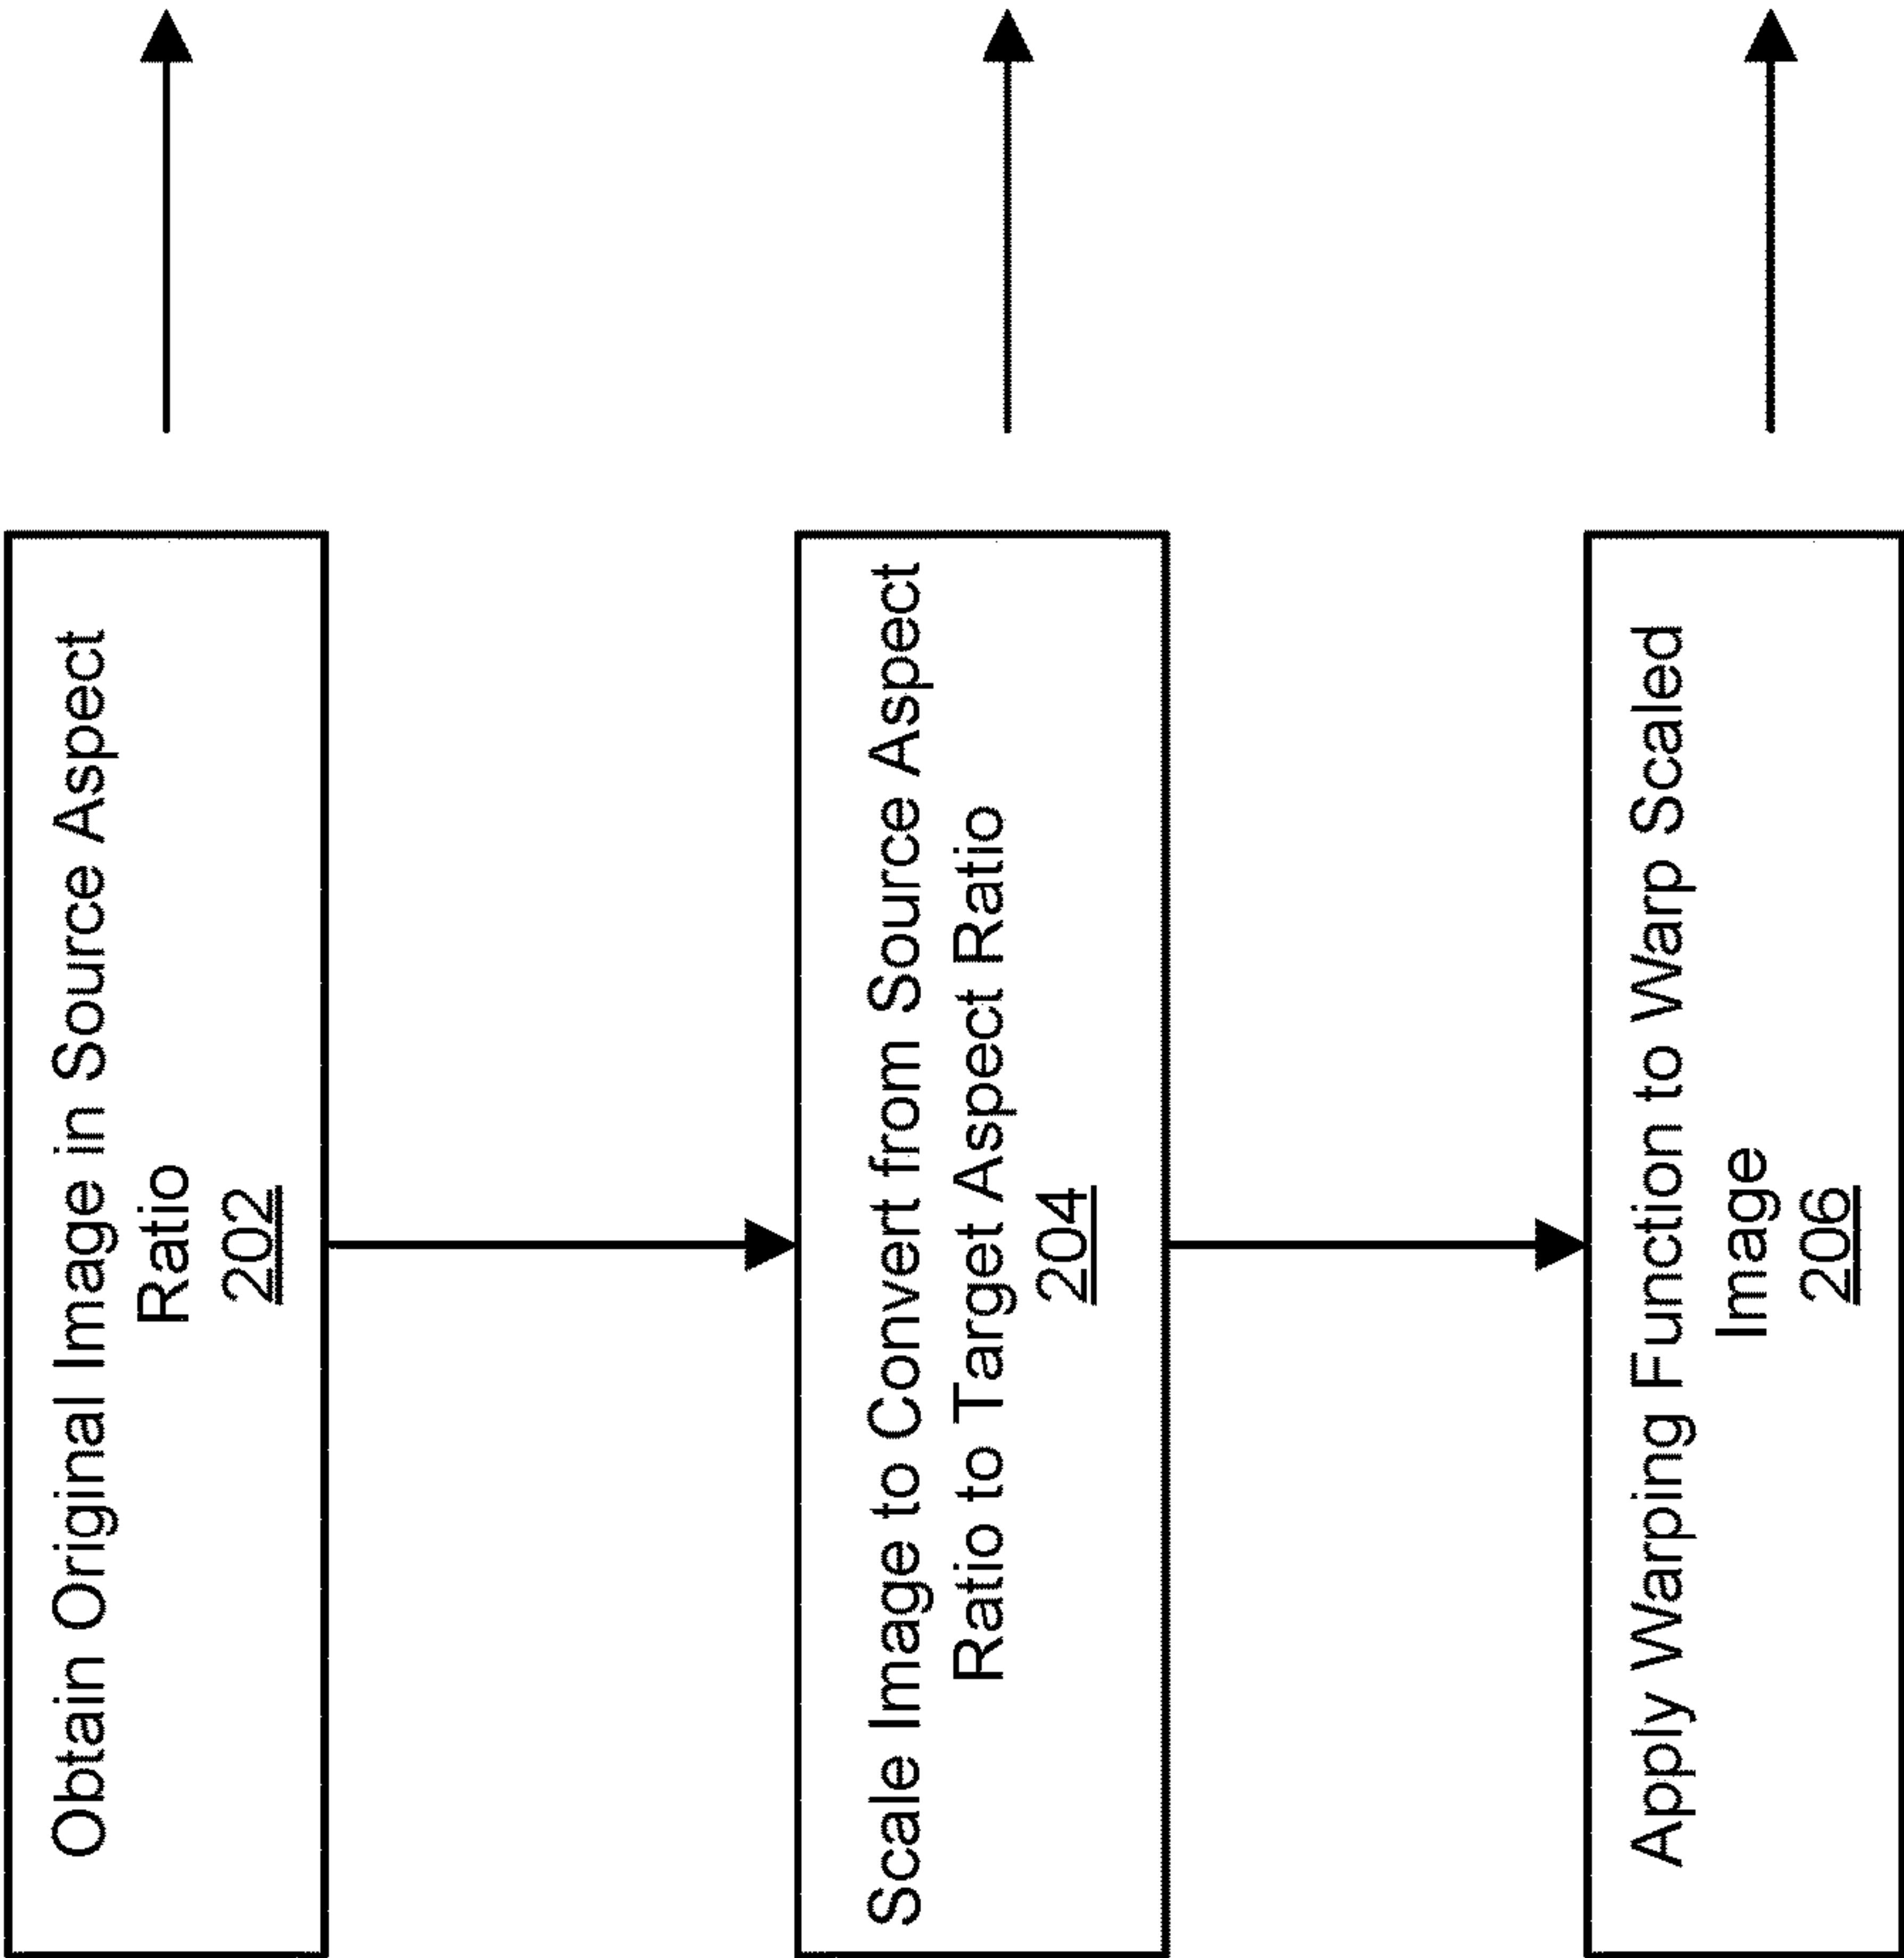 Obtain Original Image in Source Aspect
Ratio
202
Scale Image to Convert from Source Aspect
Ratio to Target Aspect Ratio
204
Apply Warping Function to Warp Scaled
Image
206